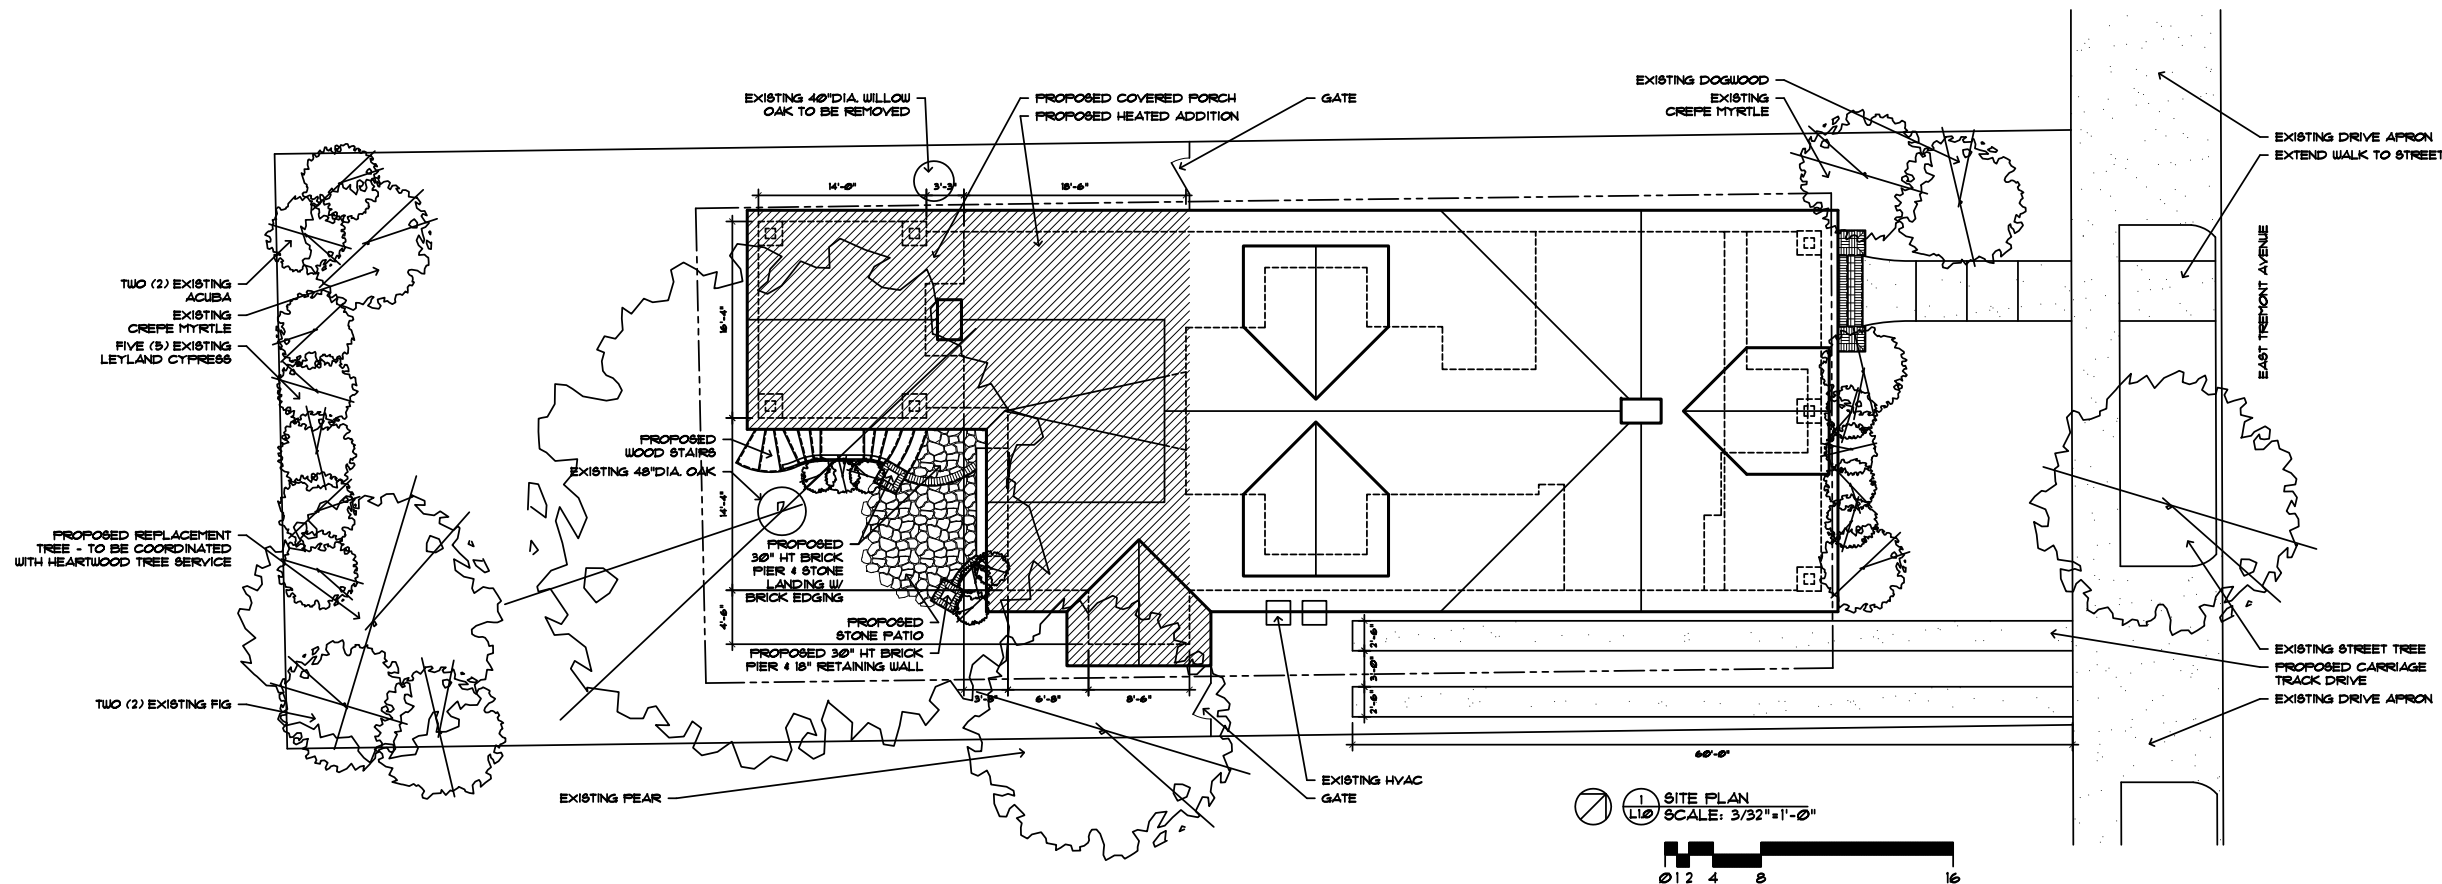 EXISTING 40"DIA. WILLOW
OAK TO BE REMOVED
PROPOSED COVERED PORCH
PROPOSED HEATED ADDITION
GATE
EXISTING DOGWOOD
EXISTING
CREPE MYRTLE
EXISTING DRIVE APRON
EXTEND WALK TO STREET
14'-0"
3'-3"
18'-6"
EAST TREMONT AVENUE
TWO (2) EXISTING
ACUBA
EXISTING
CREPE MYRTLE
FIVE (5) EXISTING
LEYLAND CYPRESS
16'-4"
PROPOSED
WOOD STAIRS
EXISTING 48"DIA. OAK
14'-4"
PROPOSED REPLACEMENT
TREE - TO BE COORDINATED
WITH HEARTWOOD TREE SERVICE
PROPOSED
30" HT BRICK
PIER & STONE
LANDING W/
BRICK EDGING
4'-6"
PROPOSED
STONE PATIO
PROPOSED 30" HT BRICK
PIER & 18" RETAINING WALL
2'-6"
3'-0"
2'-6"
EXISTING STREET TREE
PROPOSED CARRIAGE
TRACK DRIVE
EXISTING DRIVE APRON
TWO (2) EXISTING FIG
6'-8"
8'-6"
60'-0"
EXISTING PEAR
EXISTING HVAC
GATE
1
L1.0
SITE PLAN
SCALE: 3/32"=1'-0"
0 1 2 4 8 16